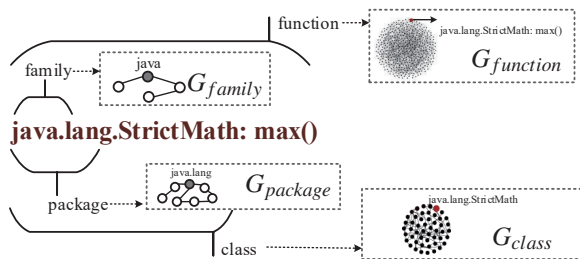 function
java.lang.StrictMath: max()
G_function
family
java
G_family
java.lang.StrictMath: max()
java.lang
G_package
package
java.lang.StrictMath
G_class
class